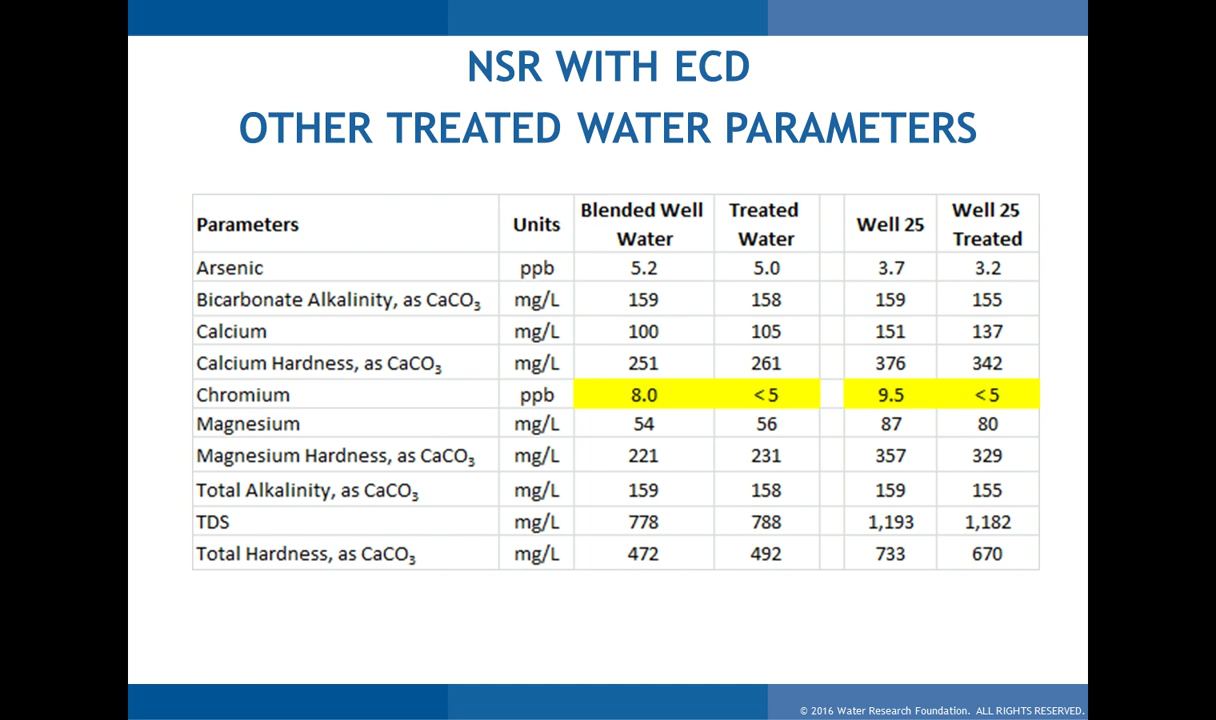 NSR WITH ECD
OTHER TREATED WATER PARAMETERS
Parameters Units Blended Well Water Treated Water Well 25 Well 25 Treated
Arsenic ppb 5.2 5.0 3.7 3.2
Bicarbonate Alkalinity, as CaCO₃ mg/L 159 158 159 155
Calcium mg/L 100 105 151 137
Calcium Hardness, as CaCO₃ mg/L 251 261 376 342
Chromium ppb 8.0 < 5 9.5 < 5
Magnesium mg/L 54 56 87 80
Magnesium Hardness, as CaCO₃ mg/L 221 231 357 329
Total Alkalinity, as CaCO₃ mg/L 159 158 159 155
TDS mg/L 778 788 1,193 1,182
Total Hardness, as CaCO₃ mg/L 472 492 733 670
© 2016 Water Research Foundation. ALL RIGHTS RESERVED.